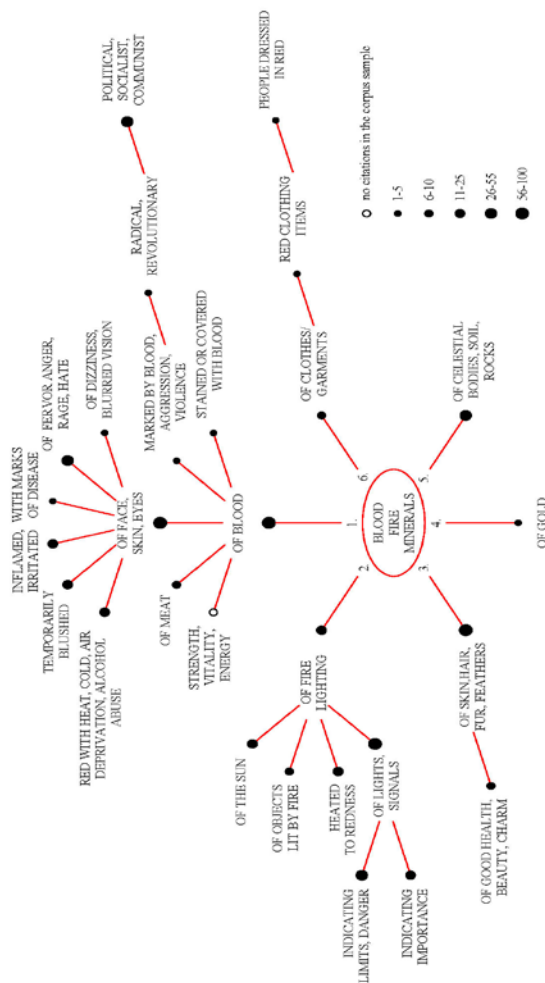 POLITICAL,
SOCIALIST,
COMMUNIST
RADICAL,
REVOLUTIONARY
PEOPLE DRESSED
IN RED
RED CLOTHING
ITEMS
OF CLOTHES/
GARMENTS
OF FERVOR ANGER,
RAGE, HATE
OF DIZZINESS,
BLURRED VISION
WITH MARKS
OF DISEASE
INFLAMED,
IRRITATED
TEMPORARILY
BLUSHED
RED WITH HEAT, COLD, AIR
DEPRIVATION, ALCOHOL
ABUSE
OF FACE,
SKIN, EYES
MARKED BY BLOOD,
AGGRESSION,
VIOLENCE
STAINED OR COVERED
WITH BLOOD
OF BLOOD
OF MEAT
STRENGTH,
VITALITY,
ENERGY
1.
2.
3.
4.
5.
6.
BLOOD
FIRE
MINERALS
OF FIRE
LIGHTING
OF THE SUN
OF OBJECTS
LIT BY FIRE
HEATED
TO REDNESS
OF LIGHTS,
SIGNALS
INDICATING
LIMITS, DANGER
INDICATING
IMPORTANCE
OF SKIN,HAIR,
FUR, FEATHERS
OF GOOD HEALTH,
BEAUTY, CHARM
OF GOLD
OF CELESTIAL
BODIES, SOIL,
ROCKS
no citations in the corpus sample
1-5
6-10
11-25
26-55
56-100